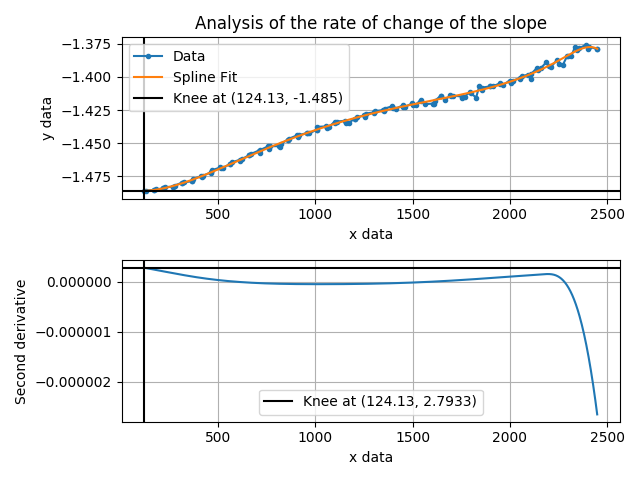 Analysis of the rate of change of the slope
−1.375
−1.400
−1.425
−1.450
−1.475
y data
Data
Spline Fit
Knee at (124.13, -1.485)
500
1000
1500
2000
2500
x data
0.000000
−0.000001
−0.000002
Second derivative
Knee at (124.13, 2.7933)
500
1000
1500
2000
2500
x data